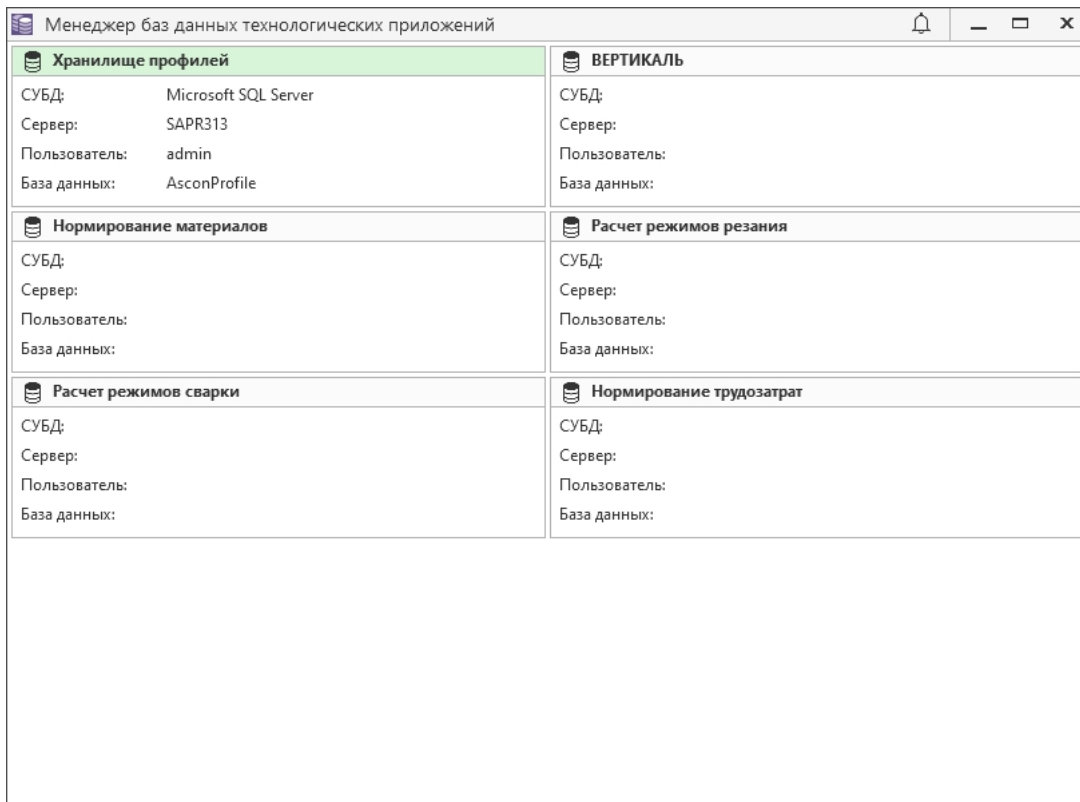 Менеджер баз данных технологических приложений
Хранилище профилей
СУБД: Microsoft SQL Server
Сервер: SAPR313
Пользователь: admin
База данных: AsconProfile
ВЕРТИКАЛЬ
СУБД:
Сервер:
Пользователь:
База данных:
Нормирование материалов
СУБД:
Сервер:
Пользователь:
База данных:
Расчет режимов резания
СУБД:
Сервер:
Пользователь:
База данных:
Расчет режимов сварки
СУБД:
Сервер:
Пользователь:
База данных:
Нормирование трудозатрат
СУБД:
Сервер:
Пользователь:
База данных: